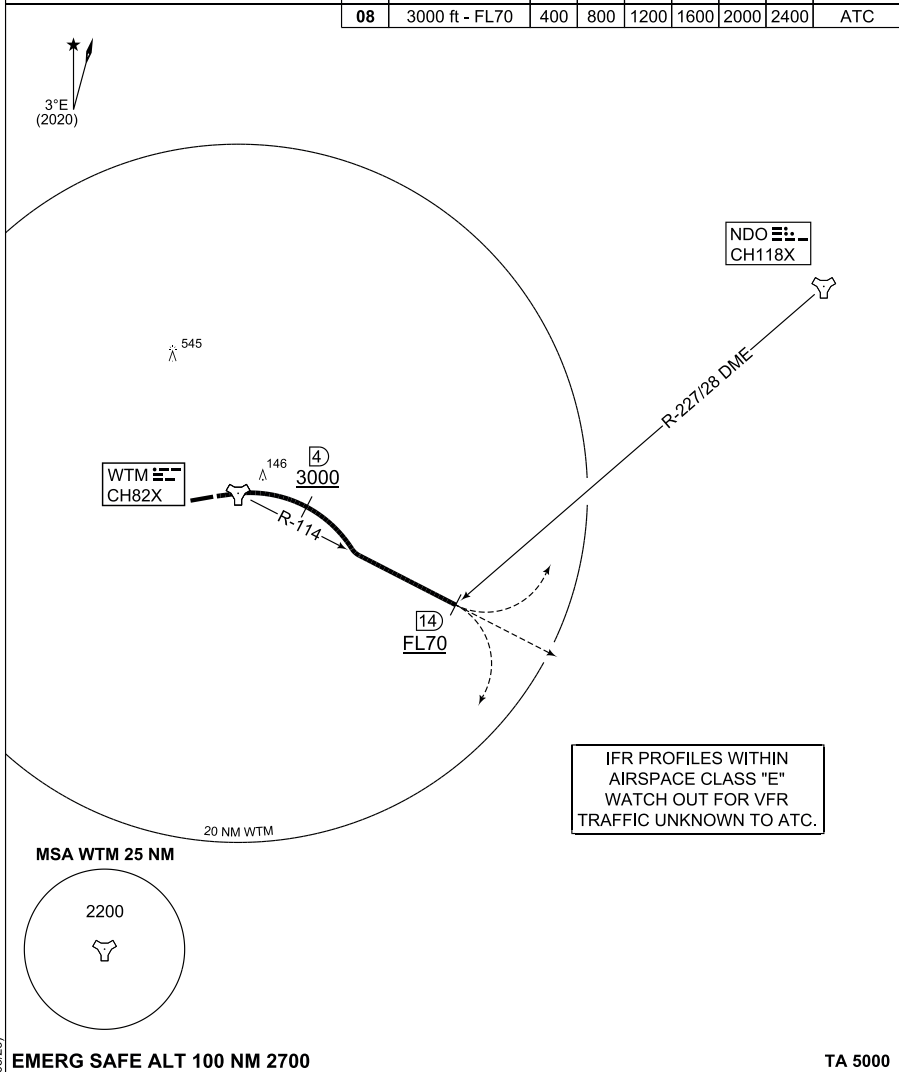 08 3000 ft - FL70 400 800 1200 1600 2000 2400 ATC
3°E
(2020)
NDO
CH118X
545
R-227/28 DME
146
4
3000
WTM
CH82X
R-114
14
FL70
IFR PROFILES WITHIN
AIRSPACE CLASS "E"
WATCH OUT FOR VFR
TRAFFIC UNKNOWN TO ATC.
20 NM WTM
MSA WTM 25 NM
2200
EMERG SAFE ALT 100 NM 2700
TA 5000